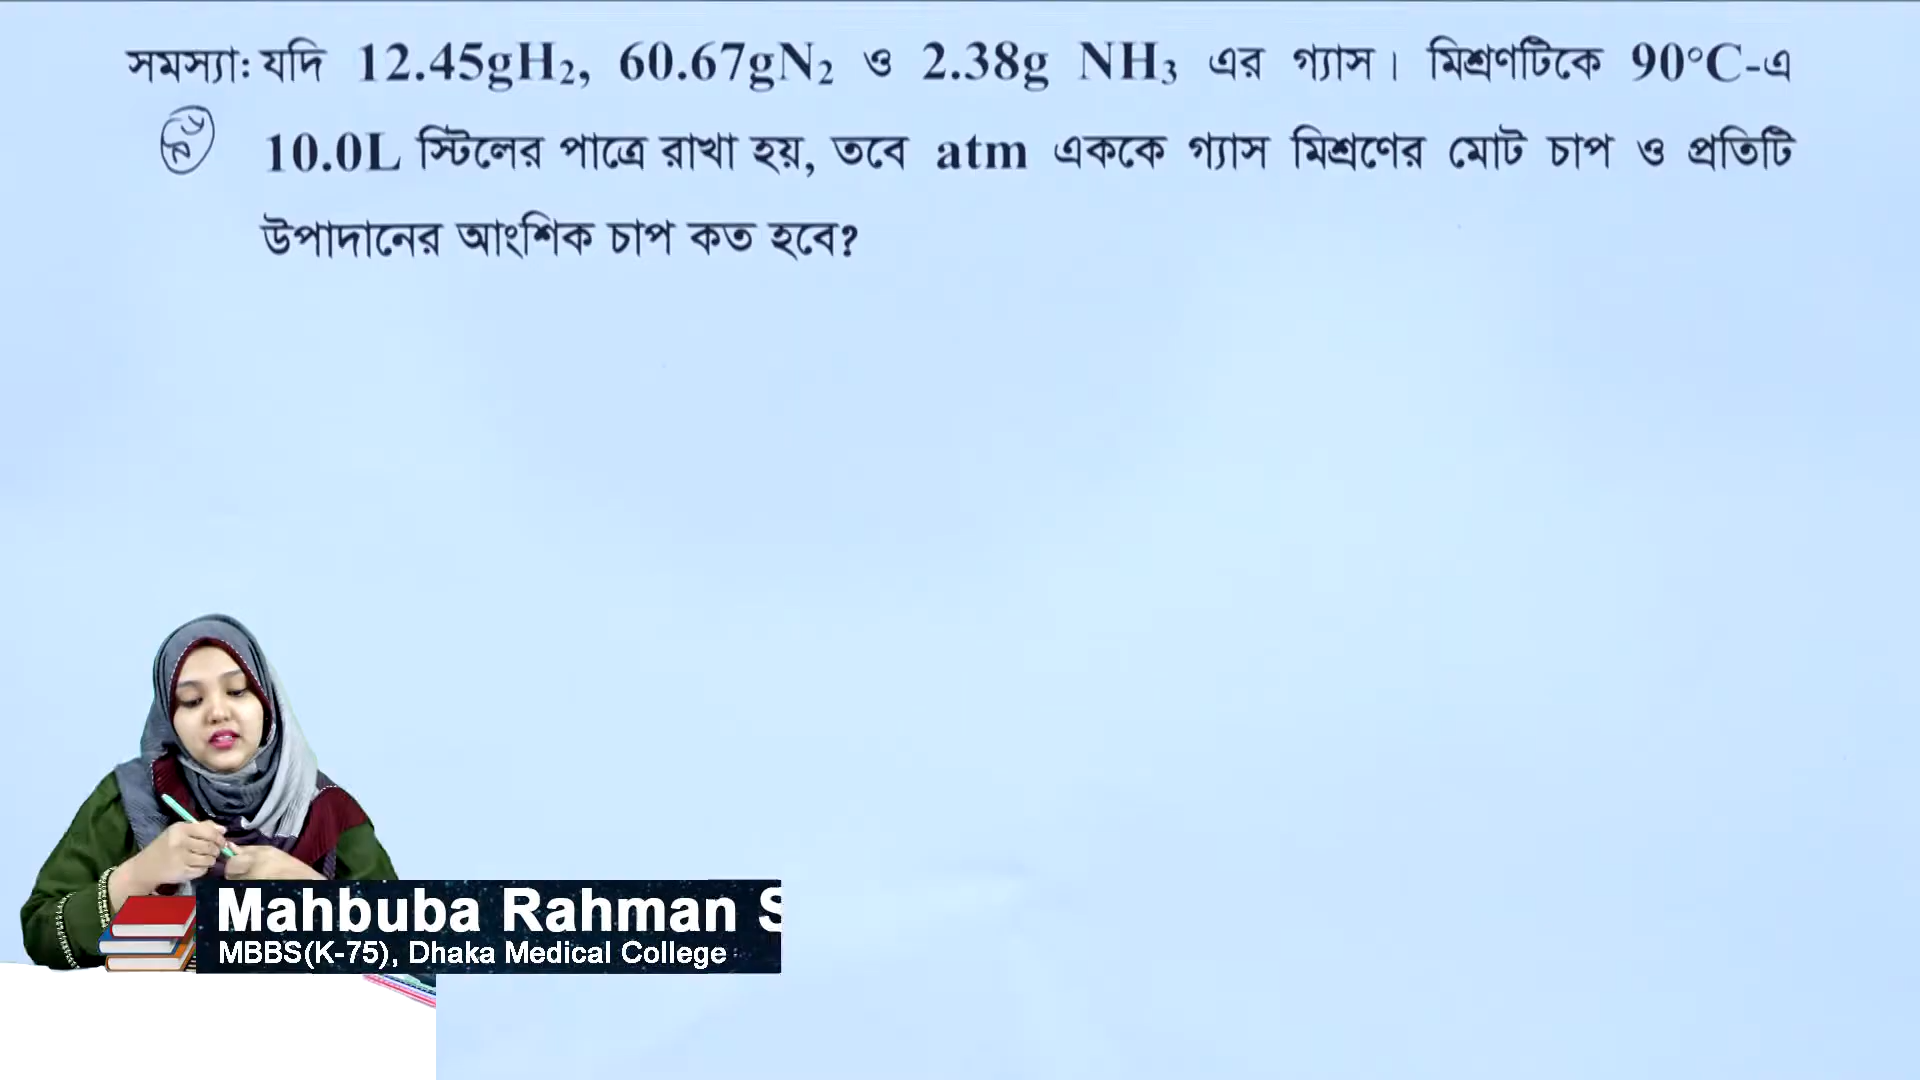 সমস্যাঃ যদি 12.45gH₂, 60.67gN₂ ও 2.38g NH₃ এর গ্যাস। মিশ্রণটিকে 90°C-এ
10.0L স্টিলের পাত্রে রাখা হয়, তবে atm এককে গ্যাস মিশ্রণের মোট চাপ ও প্রতিটি
উপাদানের আংশিক চাপ কত হবে?
Mahbuba Rahman S
MBBS(K-75), Dhaka Medical College